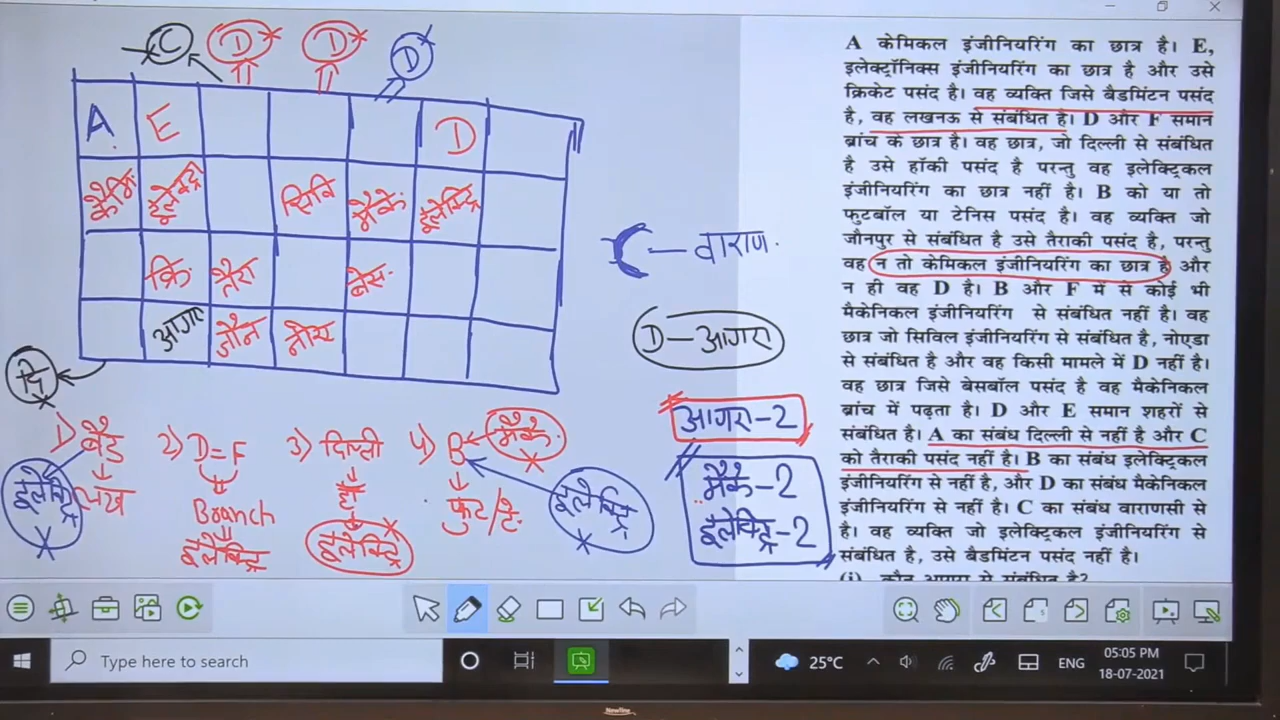 C D D D
A E D
कैमि इलेक्ट्रा सिवि मैके इलेक्ट्रि
क्रि तैरा बेस.
आगरा जौन नोए
दि
C – वाराण.
D – आगरा
आगरा – 2
मैके – 2
इलेक्ट्रि – 2
1) बैड
लख
इलेक्ट्रि
2) D = F
Branch
इलेक्ट्रि
3) दिल्ली
हॉ
इलेक्ट्रि
4) B मैके
फुट/टे.
इलेक्ट्रि
A केमिकल इंजीनियरिंग का छात्र है। E,
इलेक्ट्रॉनिक्स इंजीनियरिंग का छात्र है और उसे
क्रिकेट पसंद है। वह व्यक्ति जिसे बैडमिंटन पसंद
है, वह लखनऊ से संबंधित है। D और F समान
ब्रांच के छात्र है। वह छात्र, जो दिल्ली से संबंधित
है उसे हॉकी पसंद है परन्तु वह इलेक्ट्रिकल
इंजीनियरिंग का छात्र नहीं है। B को या तो
फुटबॉल या टेनिस पसंद है। वह व्यक्ति जो
जौनपुर से संबंधित है उसे तैराकी पसंद है, परन्तु
वह न तो केमिकल इंजीनियरिंग का छात्र है और
न ही वह D है। B और F में से कोई भी
मैकेनिकल इंजीनियरिंग से संबंधित नहीं है। वह
छात्र जो सिविल इंजीनियरिंग से संबंधित है, नोएडा
से संबंधित है और वह किसी मामले में D नहीं है।
वह छात्र जिसे बेसबॉल पसंद है वह मैकेनिकल
ब्रांच में पढ़ता है। D और E समान शहरों से
संबंधित है। A का संबंध दिल्ली से नहीं है और C
को तैराकी पसंद नहीं है। B का संबंध इलेक्ट्रिकल
इंजीनियरिंग से नहीं है, और D का संबंध मैकेनिकल
इंजीनियरिंग से नहीं है। C का संबंध वाराणसी से
है। वह व्यक्ति जो इलेक्ट्रिकल इंजीनियरिंग से
संबंधित है, उसे बैडमिंटन पसंद नहीं है।
(i) कौन आगरा से संबंधित है?
Type here to search
25°C
ENG
05:05 PM
18-07-2021
Newline